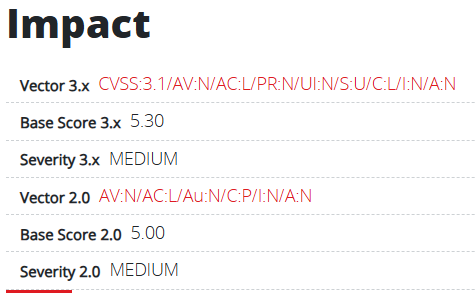 Impact
Vector 3.x CVSS:3.1/AV:N/AC:L/PR:N/UI:N/S:U/C:L/I:N/A:N
Base Score 3.x 5.30
Severity 3.x MEDIUM
Vector 2.0 AV:N/AC:L/Au:N/C:P/I:N/A:N
Base Score 2.0 5.00
Severity 2.0 MEDIUM